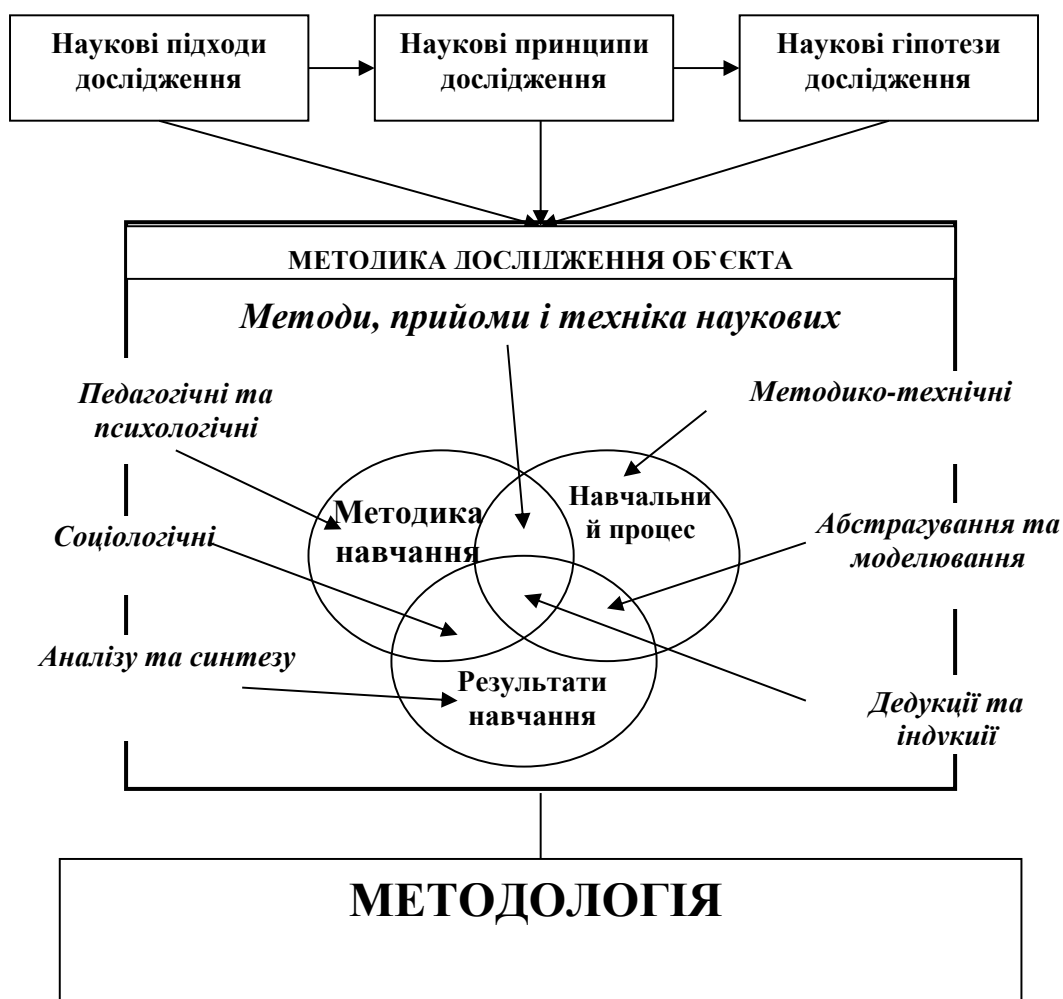 Наукові підходи
дослідження
Наукові принципи
дослідження
Наукові гіпотези
дослідження
МЕТОДИКА ДОСЛІДЖЕННЯ ОБ`ЄКТА
Методи, прийоми і техніка наукових
Педагогічні та
психологічні
Методико-технічні
Методика
навчання
Навчальни
й процес
Соціологічні
Абстрагування та
моделювання
Аналізу та синтезу
Результати
навчання
Дедукції та
індукції
МЕТОДОЛОГІЯ